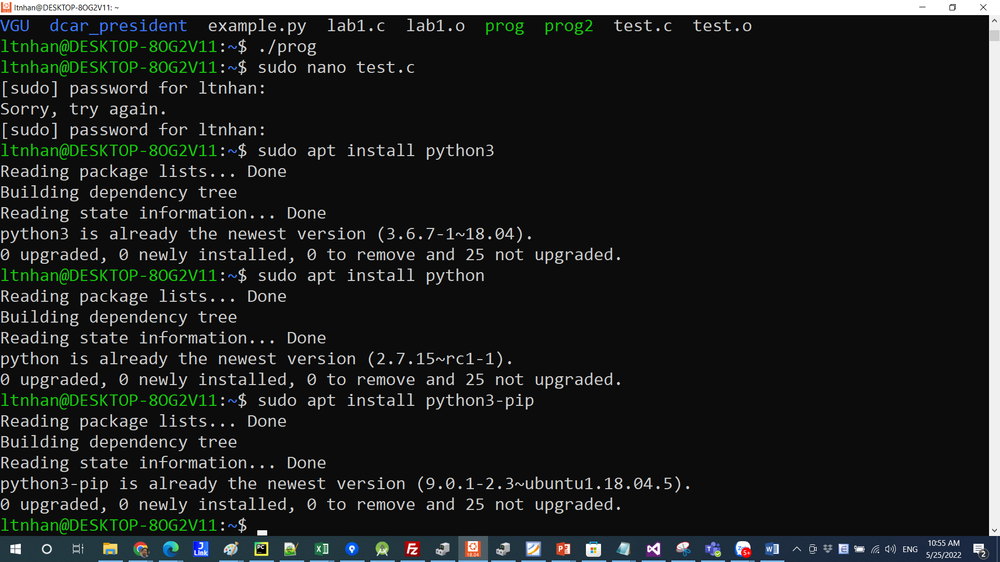 ltnhan@DESKTOP-8OG2V11: ~
VGU  dcar_president  example.py  lab1.c  lab1.o  prog  prog2  test.c  test.o
ltnhan@DESKTOP-8OG2V11:~$ ./prog
ltnhan@DESKTOP-8OG2V11:~$ sudo nano test.c
[sudo] password for ltnhan:
Sorry, try again.
[sudo] password for ltnhan:
ltnhan@DESKTOP-8OG2V11:~$ sudo apt install python3
Reading package lists... Done
Building dependency tree
Reading state information... Done
python3 is already the newest version (3.6.7-1~18.04).
0 upgraded, 0 newly installed, 0 to remove and 25 not upgraded.
ltnhan@DESKTOP-8OG2V11:~$ sudo apt install python
Reading package lists... Done
Building dependency tree
Reading state information... Done
python is already the newest version (2.7.15~rc1-1).
0 upgraded, 0 newly installed, 0 to remove and 25 not upgraded.
ltnhan@DESKTOP-8OG2V11:~$ sudo apt install python3-pip
Reading package lists... Done
Building dependency tree
Reading state information... Done
python3-pip is already the newest version (9.0.1-2.3~ubuntu1.18.04.5).
0 upgraded, 0 newly installed, 0 to remove and 25 not upgraded.
ltnhan@DESKTOP-8OG2V11:~$
J Link PC Fz 18.04 5+ ENG 10:55 AM
5/25/2022 2